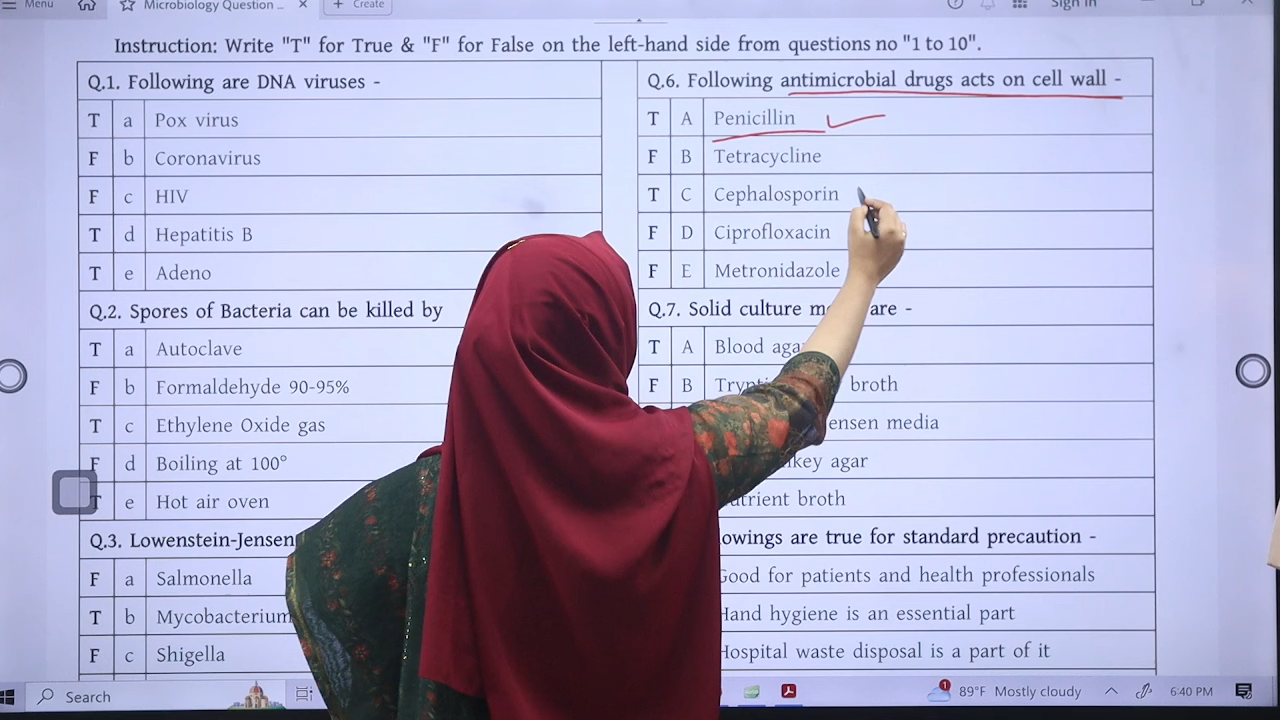 Menu
Microbiology Question ...
Create
Sign in
Instruction: Write "T" for True & "F" for False on the left-hand side from questions no "1 to 10".
Q.1. Following are DNA viruses -
T a Pox virus
F b Coronavirus
F c HIV
T d Hepatitis B
T e Adeno
Q.2. Spores of Bacteria can be killed by
T a Autoclave
F b Formaldehyde 90-95%
T c Ethylene Oxide gas
F d Boiling at 100°
T e Hot air oven
Q.3. Lowenstein-Jensen
F a Salmonella
T b Mycobacterium
F c Shigella
Q.6. Following antimicrobial drugs acts on cell wall -
T A Penicillin
F B Tetracycline
T C Cephalosporin
F D Ciprofloxacin
F E Metronidazole
Q.7. Solid culture are -
T A Blood
F B broth
media
agar
broth
are true for standard precaution -
Good for patients and health professionals
Hand hygiene is an essential part
Hospital waste disposal is a part of it
Search
89°F Mostly cloudy
6:40 PM